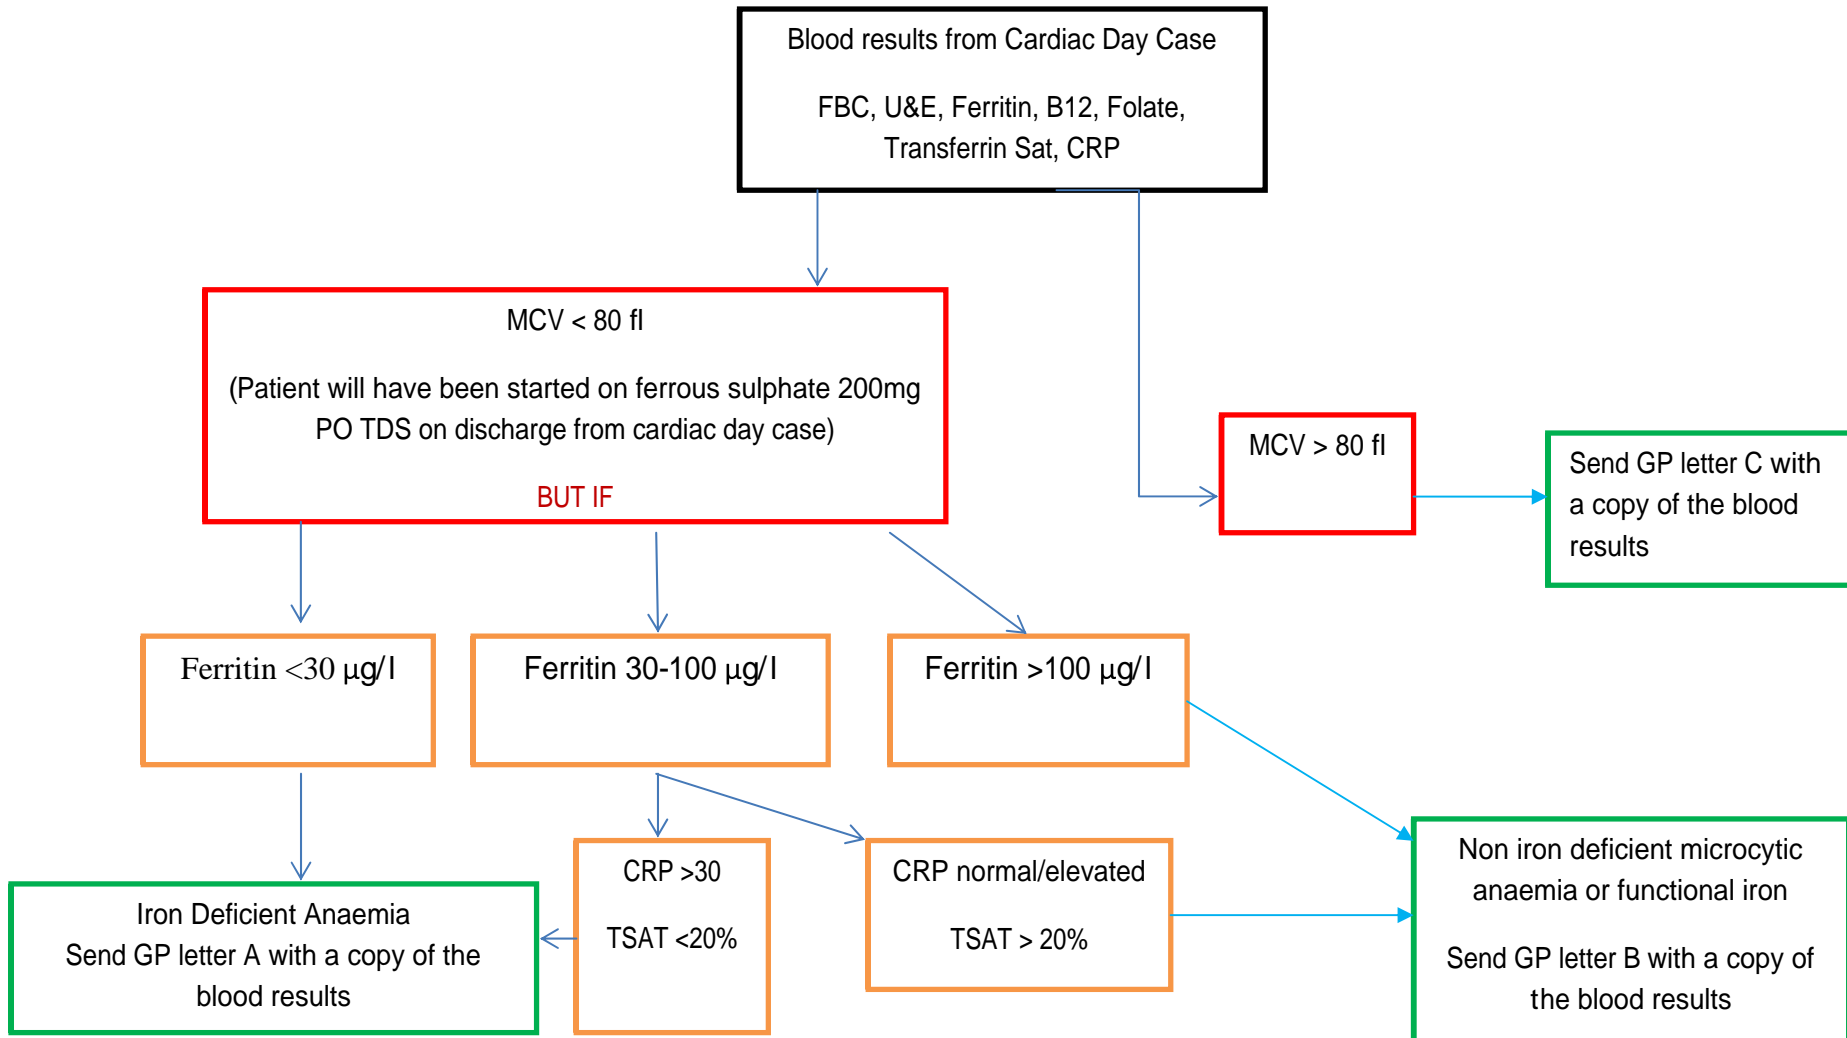 Blood results from Cardiac Day Case
FBC, U&E, Ferritin, B12, Folate,
Transferrin Sat, CRP
MCV < 80 fl
(Patient will have been started on ferrous sulphate 200mg
PO TDS on discharge from cardiac day case)
BUT IF
MCV > 80 fl
Send GP letter C with
a copy of the blood
results
Ferritin <30 µg/l
Ferritin 30-100 µg/l
Ferritin >100 µg/l
CRP >30
TSAT <20%
CRP normal/elevated
TSAT > 20%
Iron Deficient Anaemia
Send GP letter A with a copy of the
blood results
Non iron deficient microcytic
anaemia or functional iron
Send GP letter B with a copy of
the blood results